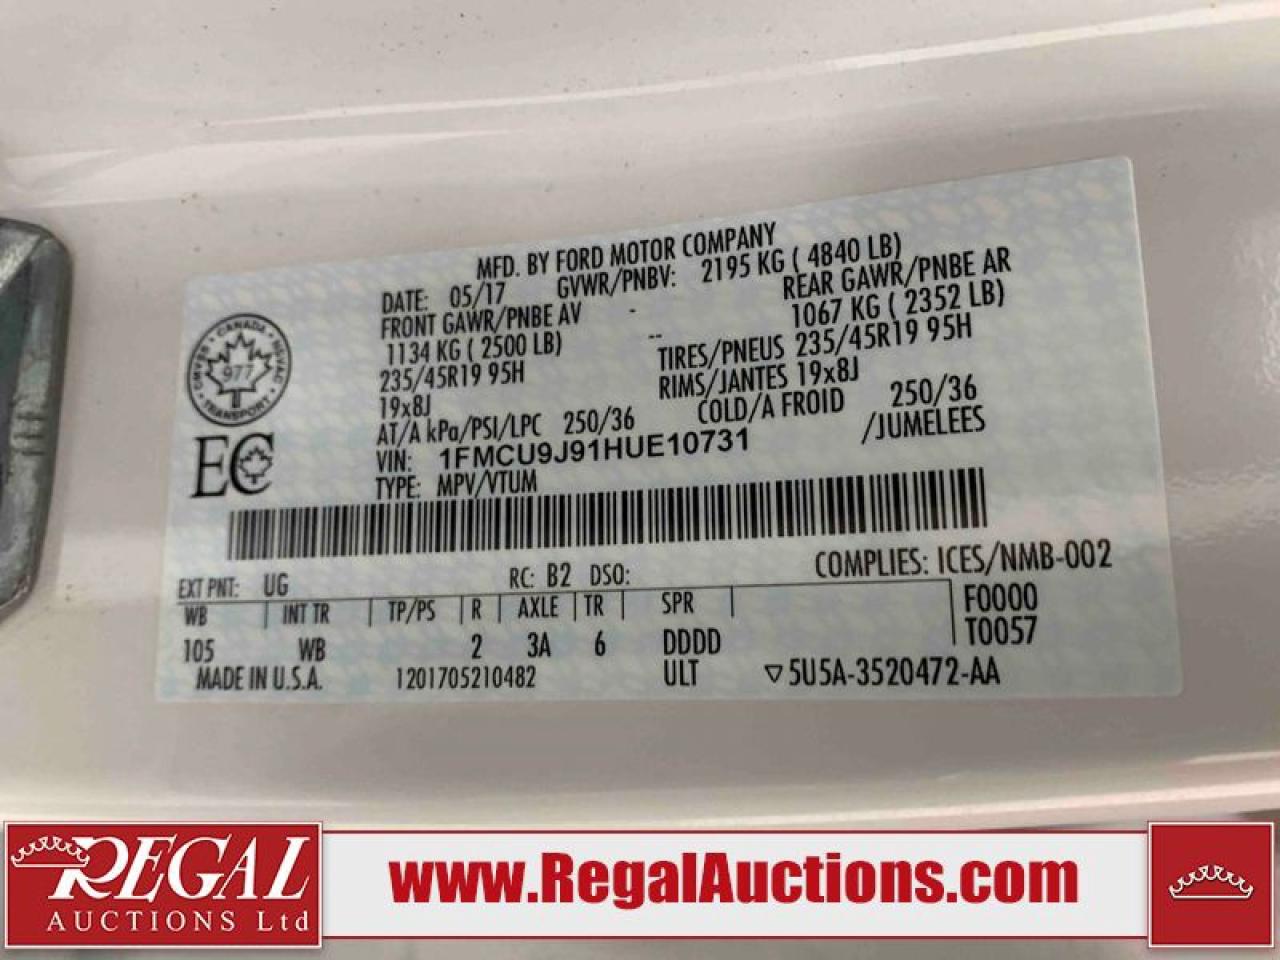 MFD. BY FORD MOTOR COMPANY
DATE: 05/17 GVWR/PNBV: 2195 KG ( 4840 LB)
FRONT GAWR/PNBE AV - REAR GAWR/PNBE AR
1134 KG ( 2500 LB) -- 1067 KG ( 2352 LB)
235/45R19 95H TIRES/PNEUS 235/45R19 95H
19x8J RIMS/JANTES 19x8J
AT/A kPa/PSI/LPC 250/36 COLD/A FROID 250/36
VIN: 1FMCU9J91HUE10731 /JUMELEES
TYPE: MPV/VTUM
CANADA
CMVSS NSVAC
977
TRANSPORT
EC
COMPLIES: ICES/NMB-002
EXT PNT: UG RC: B2 DSO:
WB | INT TR | TP/PS | R | AXLE | TR | SPR | F0000
105 WB 2 3A 6 DDDD T0057
MADE IN U.S.A. 1201705210482 ULT ▽5U5A-3520472-AA
REGAL
AUCTIONS Ltd
www.RegalAuctions.com